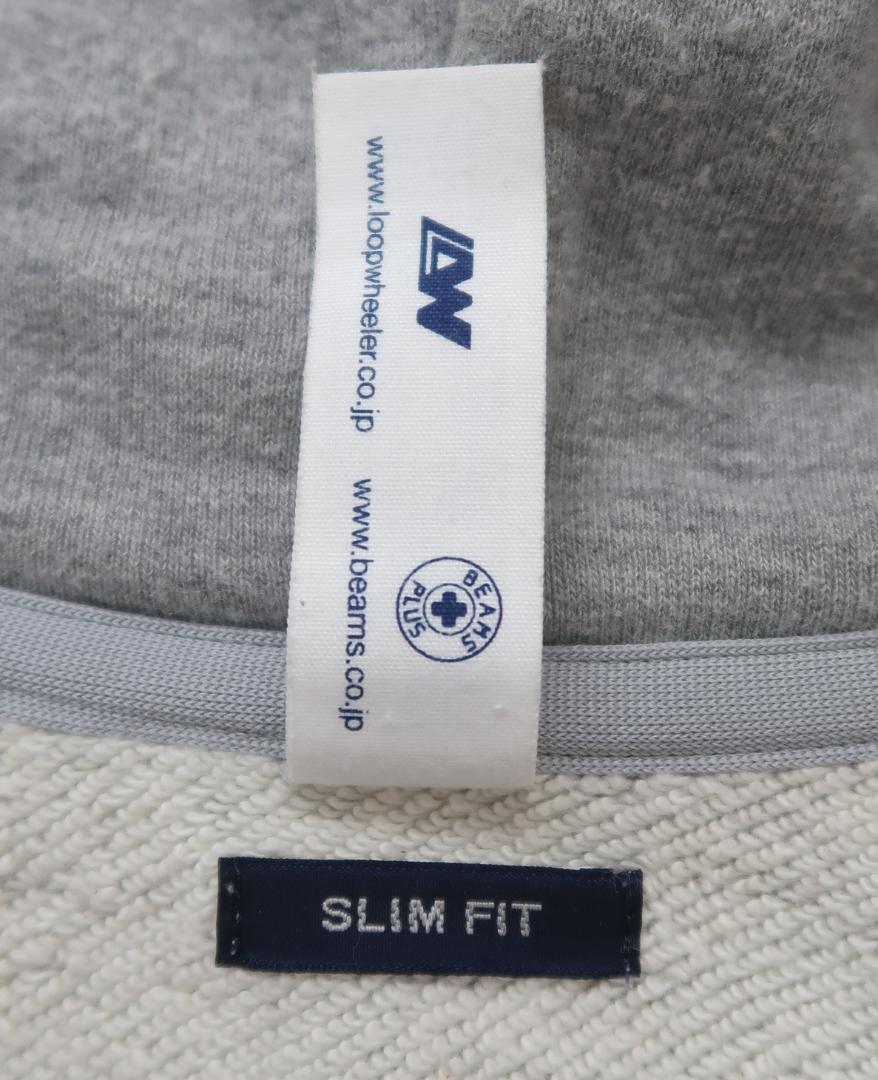 LW
www.loopwheeler.co.jp
BEAMS
PLUS
www.beams.co.jp
SLIM FIT